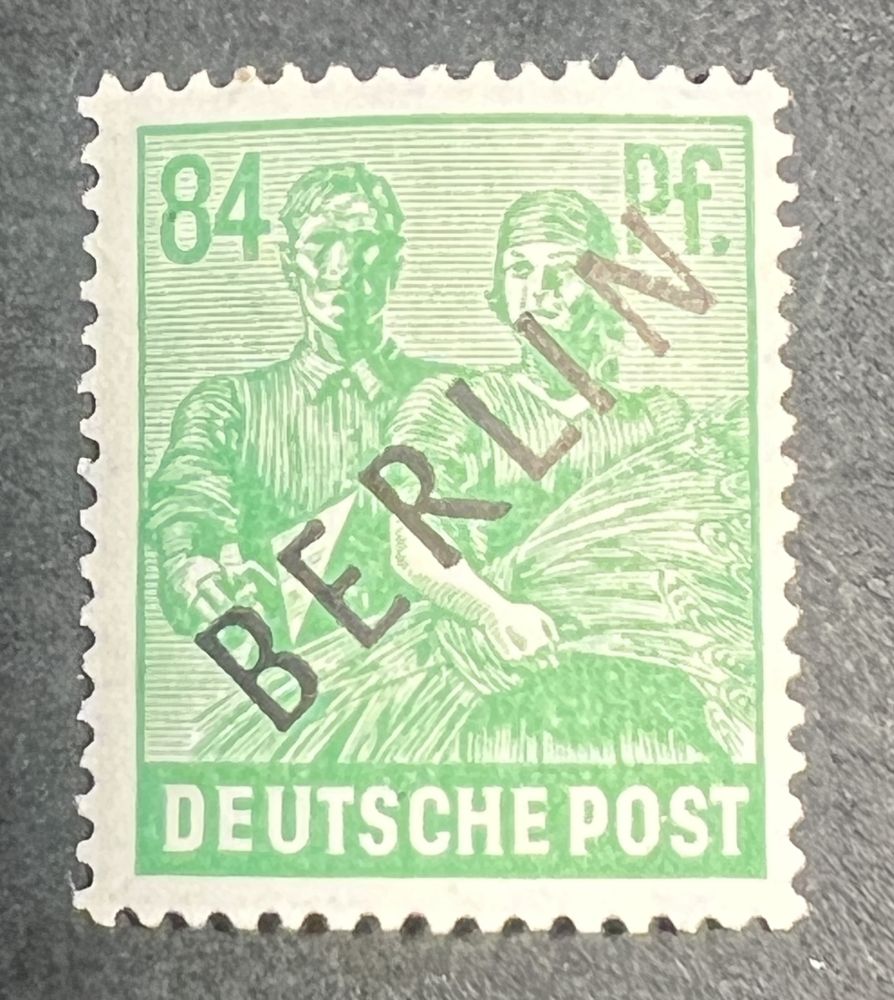 84 Pf.
BERLIN
DEUTSCHE POST